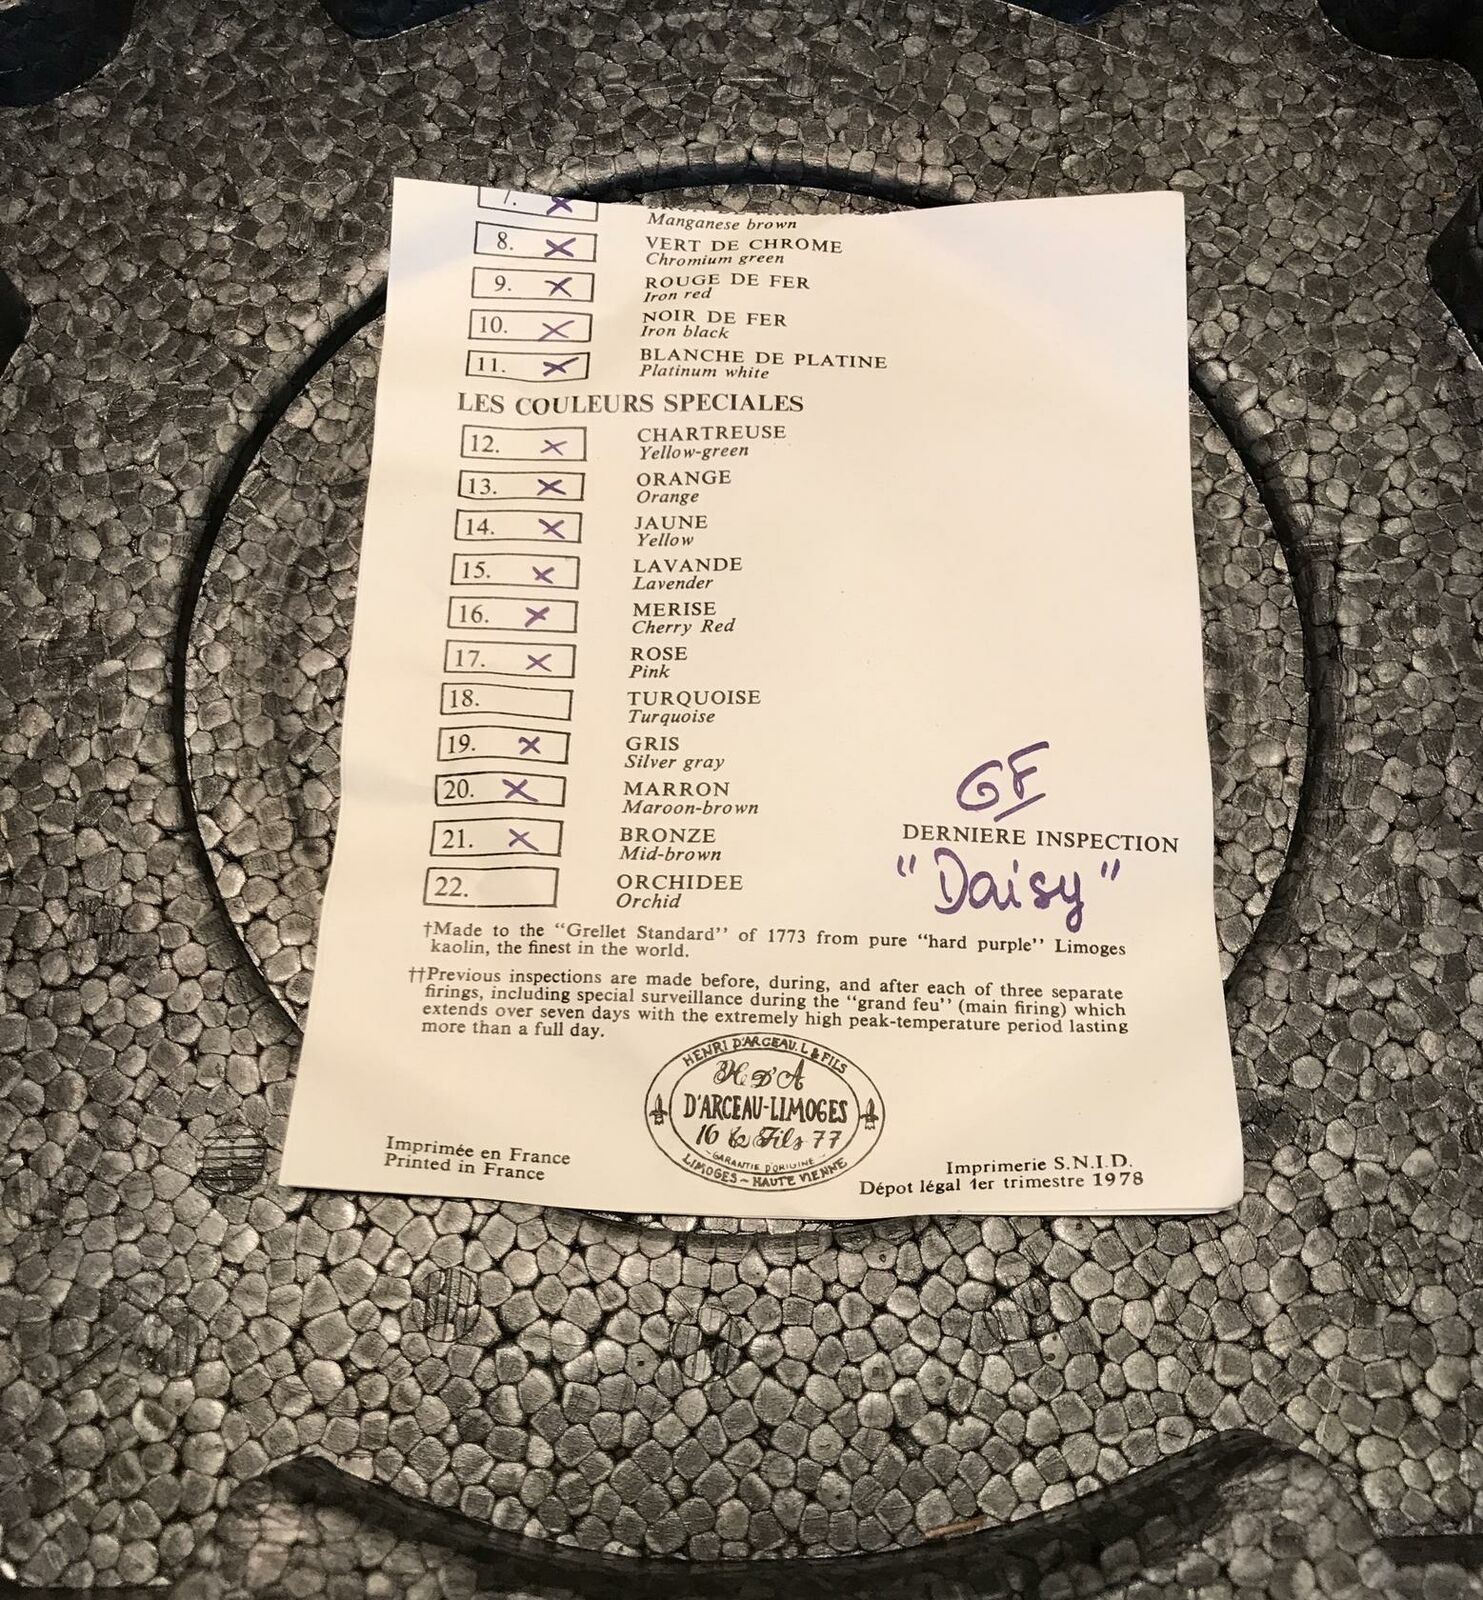 7. X
Manganese brown
8. X VERT DE CHROME
Chromium green
9. X ROUGE DE FER
Iron red
10. X NOIR DE FER
Iron black
11. X BLANCHE DE PLATINE
Platinum white
LES COULEURS SPECIALES
12. X CHARTREUSE
Yellow-green
13. X ORANGE
Orange
14. X JAUNE
Yellow
15. X LAVANDE
Lavender
16. X MERISE
Cherry Red
17. X ROSE
Pink
18. TURQUOISE
Turquoise
19. X GRIS
Silver gray
20. X MARRON
Maroon-brown
21. X BRONZE
Mid-brown
22. ORCHIDEE
Orchid
GF
DERNIERE INSPECTION
"Daisy"
†Made to the "Grellet Standard" of 1773 from pure "hard purple" Limoges
kaolin, the finest in the world.
††Previous inspections are made before, during, and after each of three separate
firings, including special surveillance during the "grand feu" (main firing) which
extends over seven days with the extremely high peak-temperature period lasting
more than a full day.
HENRI D'ARCEAU. L & FILS
H D'A
D'ARCEAU-LIMOGES
16 & Fils 77
- GARANTIE D'ORIGINE -
LIMOGES ~ HAUTE VIENNE
Imprimée en France
Printed in France
Imprimerie S.N.I.D.
Dépot légal 1er trimestre 1978